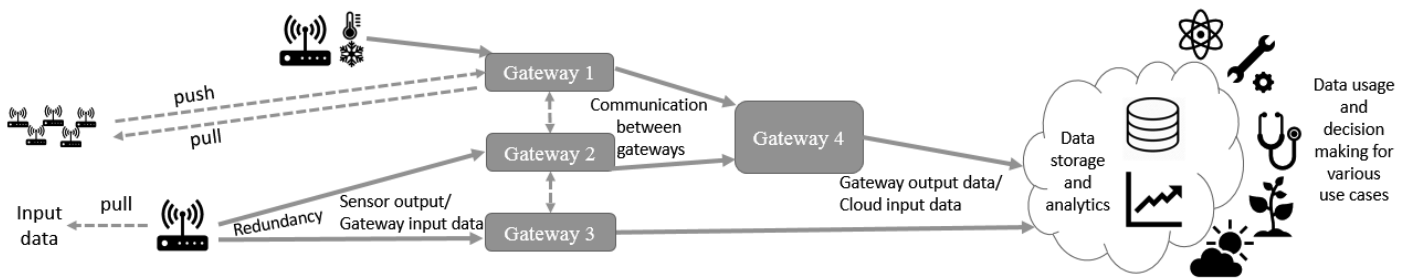 Gateway 1
push
pull
Communication
between
gateways
Gateway 2
Gateway 4
Data
storage
and
analytics
Data usage
and
decision
making for
various
use cases
Input
data
pull
Redundancy
Sensor output/
Gateway input data
Gateway 3
Gateway output data/
Cloud input data